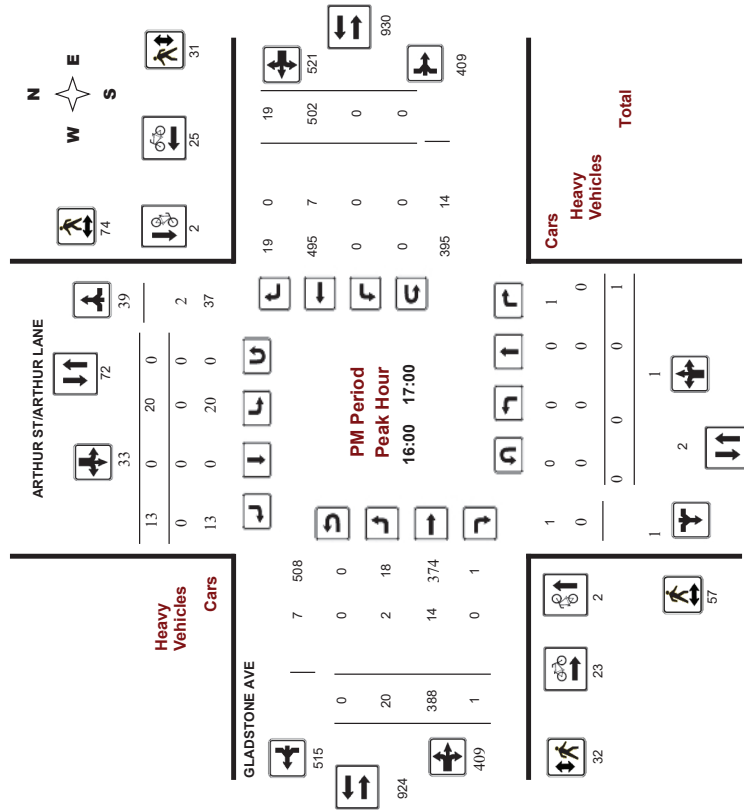 N
ARTHUR ST/ARTHUR LANE
W E
S
72 74
33 39
13 0 20 0
Heavy
Vehicles
0 0 0 0 2
2 25 31
Cars
13 0 20 0 37
GLADSTONE AVE
7 508
19 0 19
515
521
495 7 502
0 0 0
0 0 0
930
PM Period
Peak Hour
16:00 17:00
20 2 18
924
0 0 0
388 14 374
395 14
409
409
1 0 1
1 0 0 0 1
Cars
0 0 0 0 0
Heavy
Vehicles
32 23 2
0 0 0 1
Total
1 1
2
57